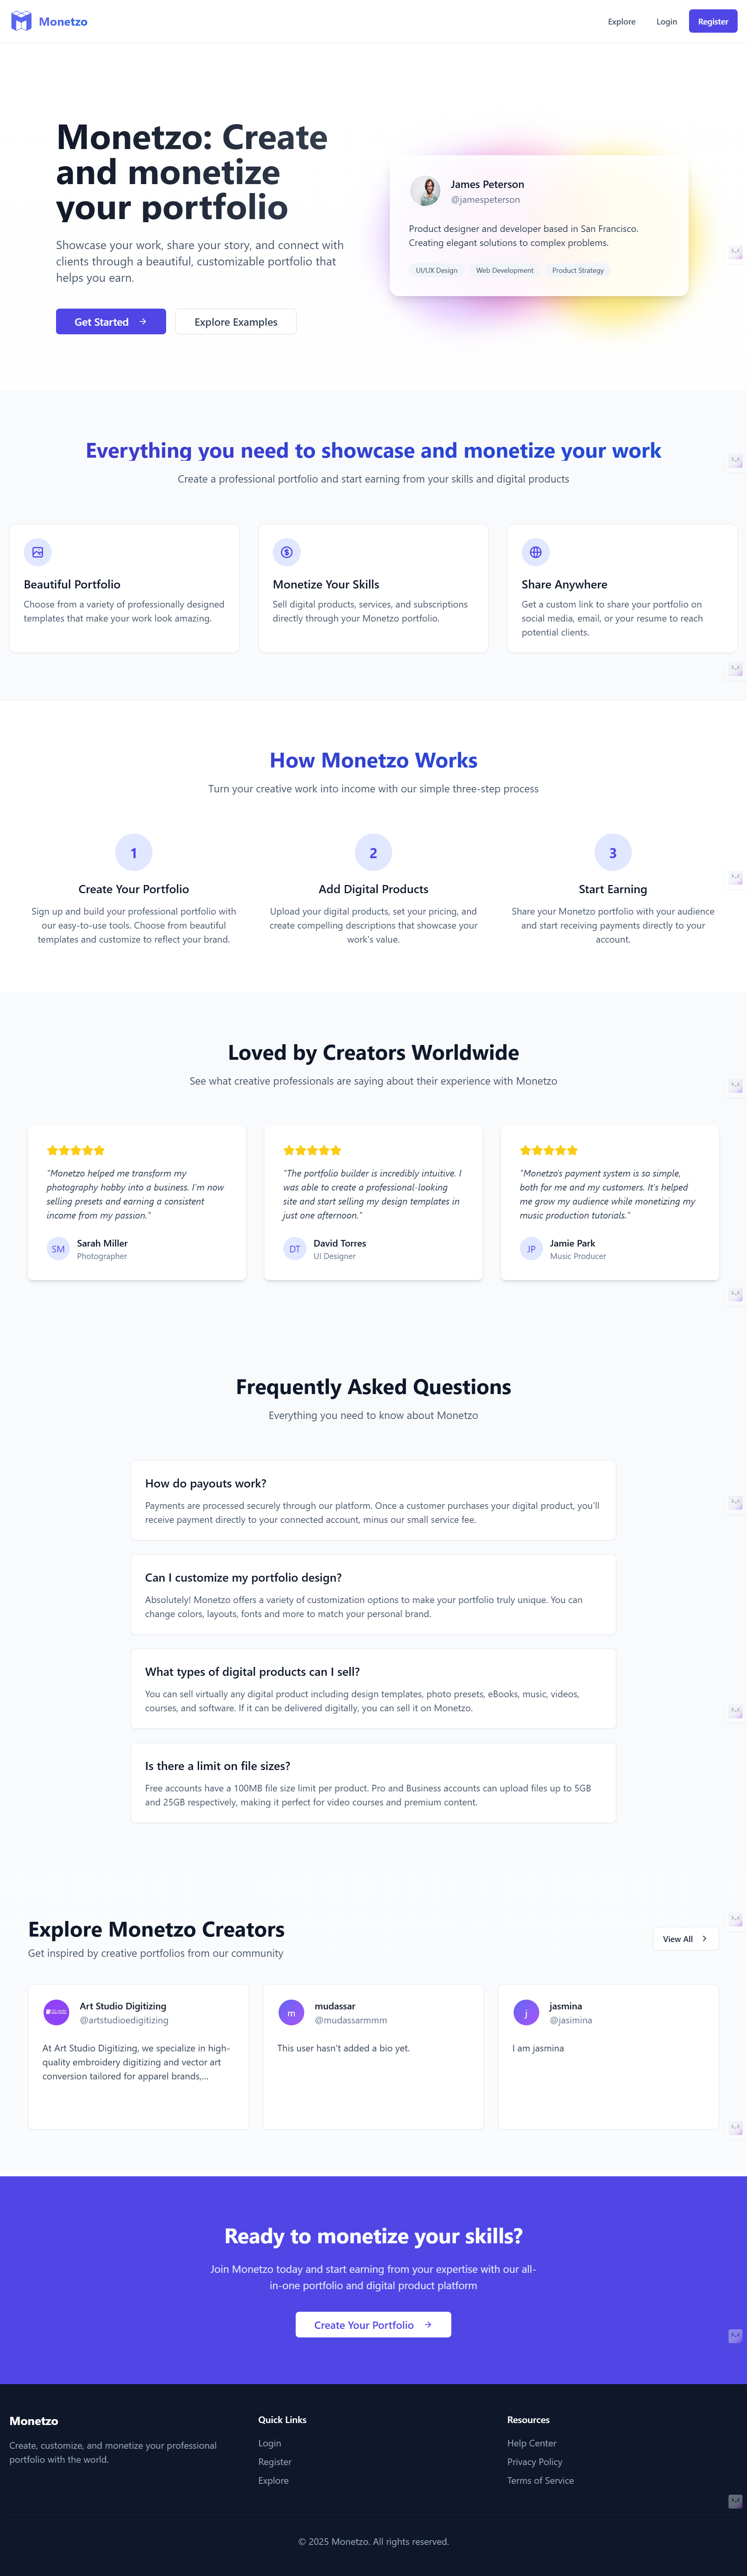 Monetzo
Explore
Login
Register
Monetzo: Create
and monetize
your portfolio
Showcase your work, share your story, and connect with
clients through a beautiful, customizable portfolio that
helps you earn.
Get Started
Explore Examples
James Peterson
@jamespeterson
Product designer and developer based in San Francisco.
Creating elegant solutions to complex problems.
UI/UX Design
Web Development
Product Strategy
Everything you need to showcase and monetize your work
Create a professional portfolio and start earning from your skills and digital products
Beautiful Portfolio
Choose from a variety of professionally designed
templates that make your work look amazing.
Monetize Your Skills
Sell digital products, services, and subscriptions
directly through your Monetzo portfolio.
Share Anywhere
Get a custom link to share your portfolio on
social media, email, or your resume to reach
potential clients.
How Monetzo Works
Turn your creative work into income with our simple three-step process
1
Create Your Portfolio
Sign up and build your professional portfolio with
our easy-to-use tools. Choose from beautiful
templates and customize to reflect your brand.
2
Add Digital Products
Upload your digital products, set your pricing, and
create compelling descriptions that showcase your
work's value.
3
Start Earning
Share your Monetzo portfolio with your audience
and start receiving payments directly to your
account.
Loved by Creators Worldwide
See what creative professionals are saying about their experience with Monetzo
"Monetzo helped me transform my
photography hobby into a business. I'm now
selling presets and earning a consistent
income from my passion."
SM
Sarah Miller
Photographer
"The portfolio builder is incredibly intuitive. I
was able to create a professional-looking
site and start selling my design templates in
just one afternoon."
DT
David Torres
UI Designer
"Monetzo's payment system is so simple,
both for me and my customers. It's helped
me grow my audience while monetizing my
music production tutorials."
JP
Jamie Park
Music Producer
Frequently Asked Questions
Everything you need to know about Monetzo
How do payouts work?
Payments are processed securely through our platform. Once a customer purchases your digital product, you'll
receive payment directly to your connected account, minus our small service fee.
Can I customize my portfolio design?
Absolutely! Monetzo offers a variety of customization options to make your portfolio truly unique. You can
change colors, layouts, fonts and more to match your personal brand.
What types of digital products can I sell?
You can sell virtually any digital product including design templates, photo presets, eBooks, music, videos,
courses, and software. If it can be delivered digitally, you can sell it on Monetzo.
Is there a limit on file sizes?
Free accounts have a 100MB file size limit per product. Pro and Business accounts can upload files up to 5GB
and 25GB respectively, making it perfect for video courses and premium content.
Explore Monetzo Creators
Get inspired by creative portfolios from our community
View All
Art Studio Digitizing
@artstudioedigitizing
At Art Studio Digitizing, we specialize in high-
quality embroidery digitizing and vector art
conversion tailored for apparel brands,...
m
mudassar
@mudassarmmm
This user hasn't added a bio yet.
j
jasmina
@jasimina
I am jasmina
Ready to monetize your skills?
Join Monetzo today and start earning from your expertise with our all-
in-one portfolio and digital product platform
Create Your Portfolio
Monetzo
Create, customize, and monetize your professional
portfolio with the world.
Quick Links
Login
Register
Explore
Resources
Help Center
Privacy Policy
Terms of Service
© 2025 Monetzo. All rights reserved.